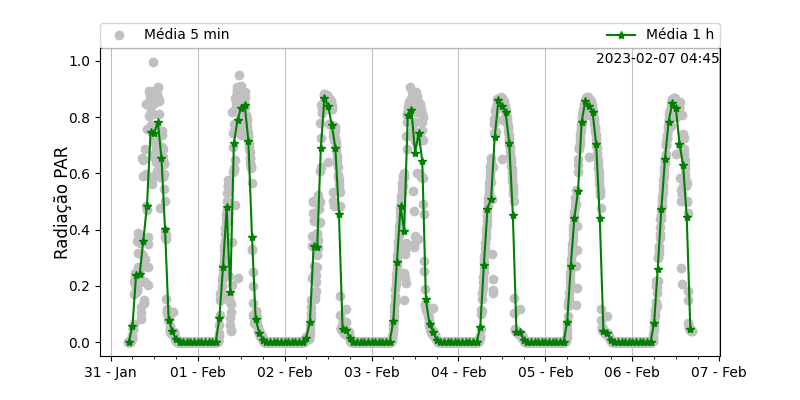 Média 5 min
Média 1 h
2023-02-07 04:45
Radiação PAR
1.0
0.8
0.6
0.4
0.2
0.0
31 - Jan
01 - Feb
02 - Feb
03 - Feb
04 - Feb
05 - Feb
06 - Feb
07 - Feb